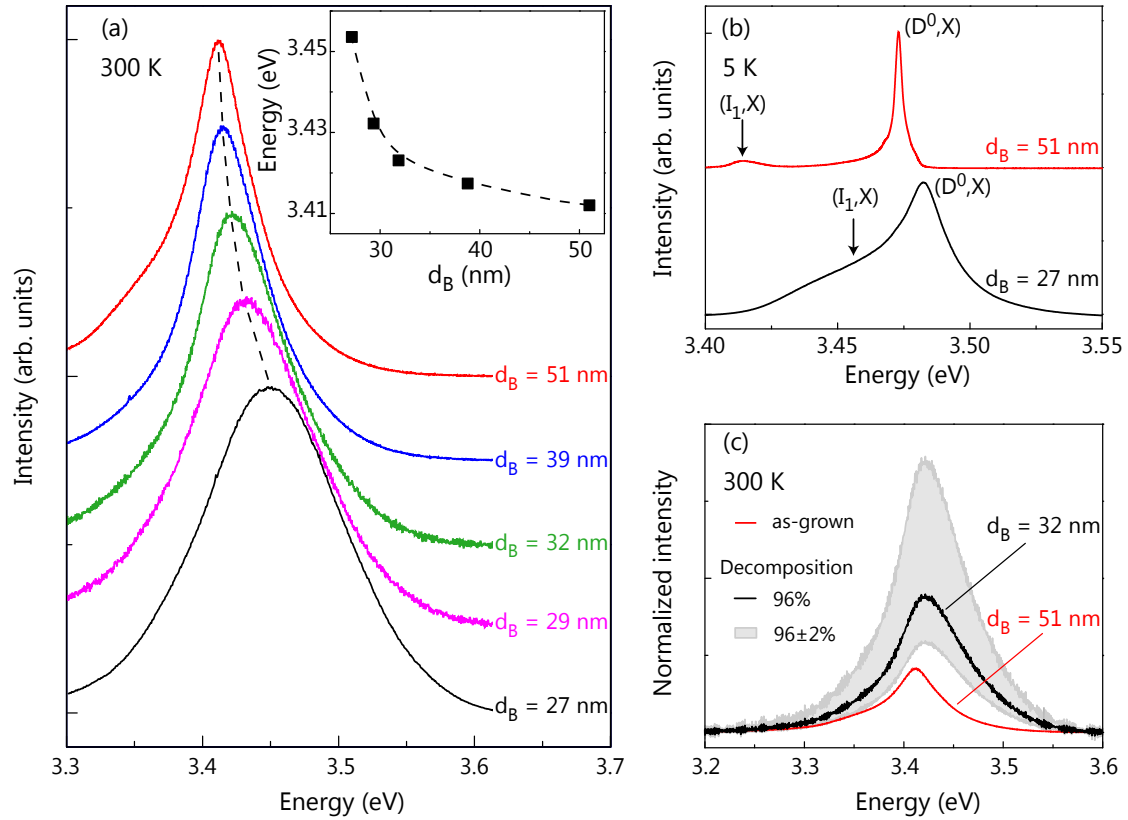 (a)
300 K
Intensity (arb. units)
d_B = 51 nm
d_B = 39 nm
d_B = 32 nm
d_B = 29 nm
d_B = 27 nm
3.3 3.4 3.5 3.6 3.7
Energy (eV)
Energy (eV)
3.45
3.43
3.41
30 40 50
d_B (nm)
(b)
5 K
Intensity (arb. units)
(D⁰,X)
(I₁,X)
d_B = 51 nm
(I₁,X)
(D⁰,X)
d_B = 27 nm
3.40 3.45 3.50 3.55
Energy (eV)
(c)
300 K
Normalized intensity
as-grown
Decomposition
96%
96±2%
d_B = 32 nm
d_B = 51 nm
3.2 3.3 3.4 3.5 3.6
Energy (eV)